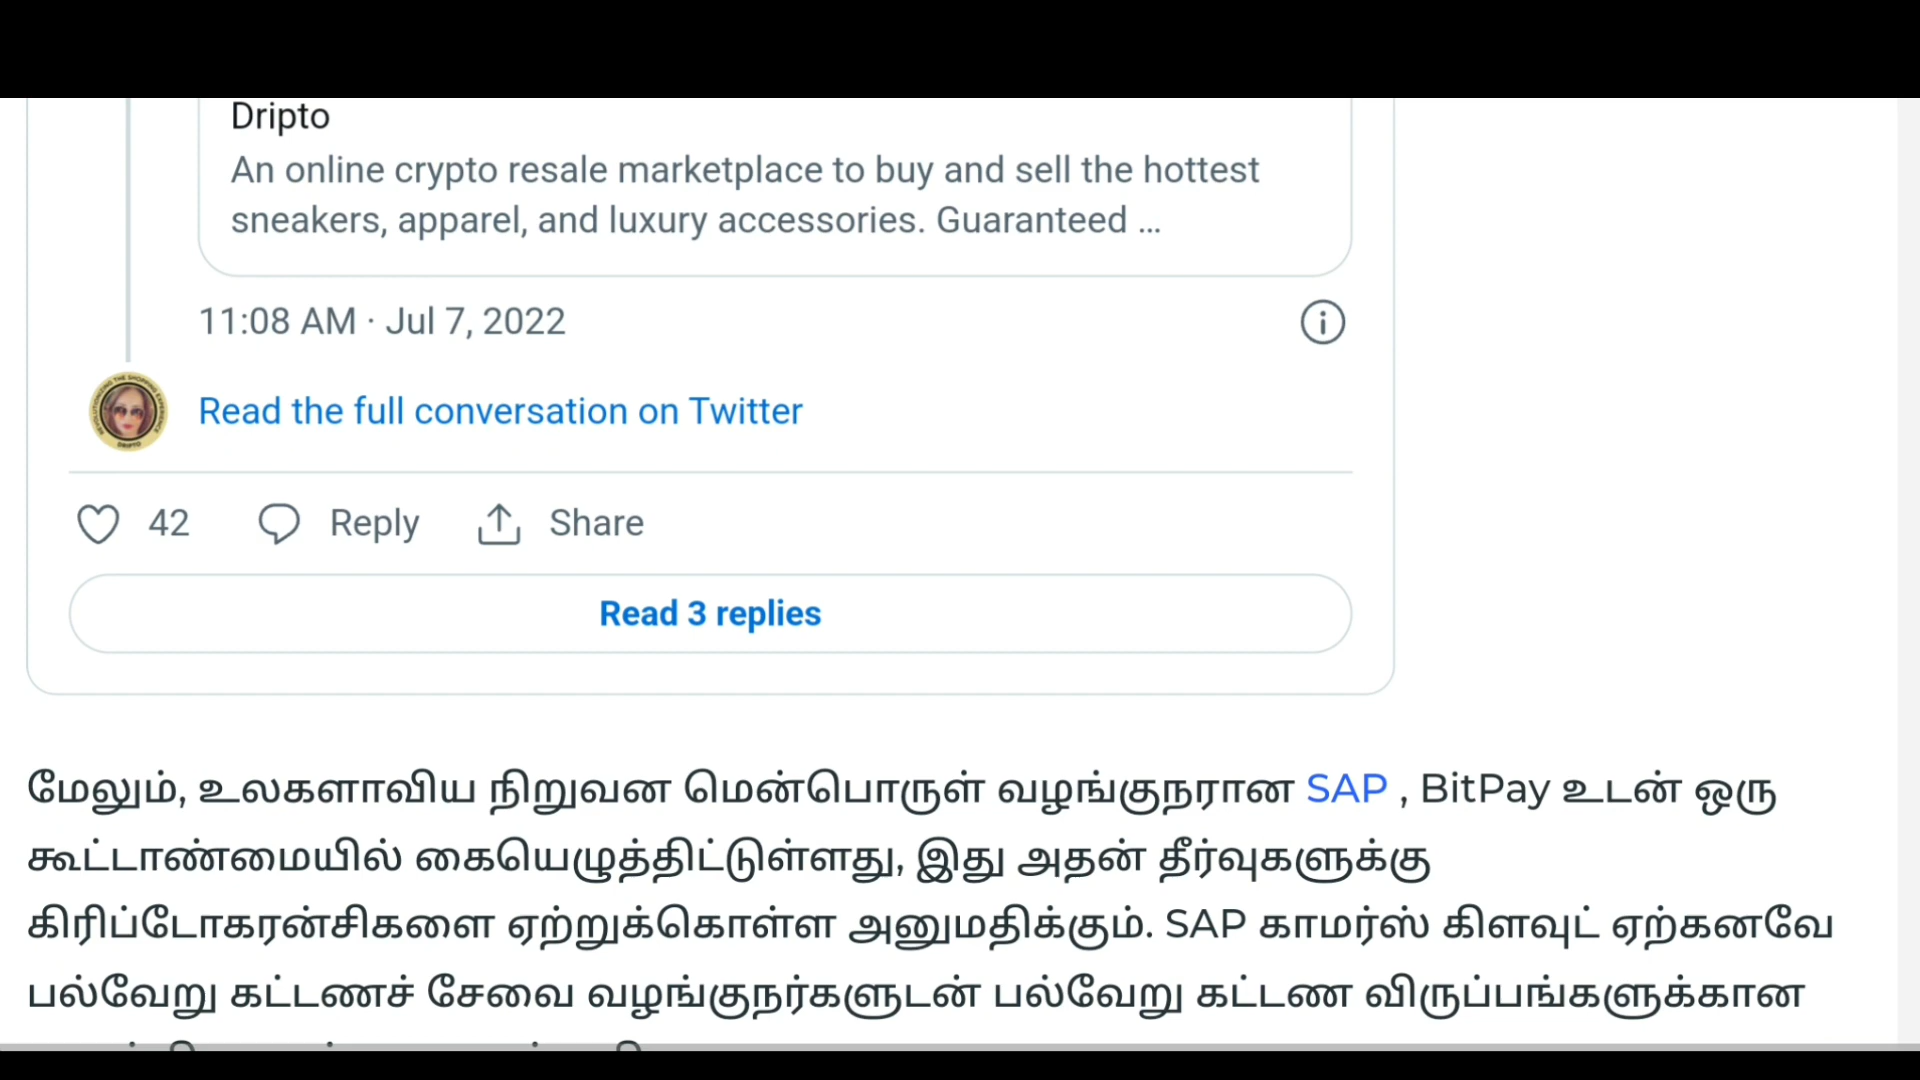 Dripto
An online crypto resale marketplace to buy and sell the hottest
sneakers, apparel, and luxury accessories. Guaranteed ...
11:08 AM · Jul 7, 2022
Read the full conversation on Twitter
42 Reply Share
Read 3 replies
மேலும், உலகளாவிய நிறுவன மென்பொருள் வழங்குநரான SAP , BitPay உடன் ஒரு
கூட்டாண்மையில் கையெழுத்திட்டுள்ளது, இது அதன் தீர்வுகளுக்கு
கிரிப்டோகரன்சிகளை ஏற்றுக்கொள்ள அனுமதிக்கும். SAP காமர்ஸ் கிளவுட் ஏற்கனவே
பல்வேறு கட்டணச் சேவை வழங்குநர்களுடன் பல்வேறு கட்டண விருப்பங்களுக்கான